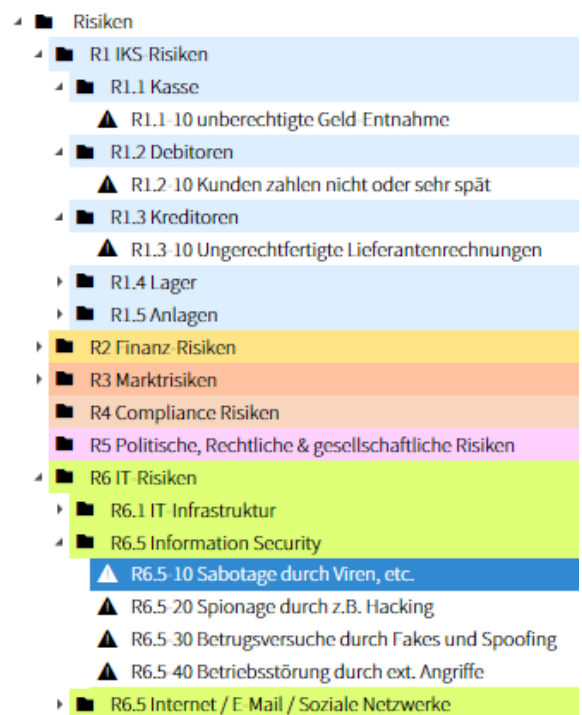 Risiken
R1 IKS-Risiken
R1.1 Kasse
R1.1-10 unberechtigte Geld-Entnahme
R1.2 Debitoren
R1.2-10 Kunden zahlen nicht oder sehr spät
R1.3 Kreditoren
R1.3-10 Ungerechtfertigte Lieferantenrechnungen
R1.4 Lager
R1.5 Anlagen
R2 Finanz-Risiken
R3 Marktrisiken
R4 Compliance Risiken
R5 Politische, Rechtliche & gesellschaftliche Risiken
R6 IT-Risiken
R6.1 IT-Infrastruktur
R6.5 Information Security
R6.5-10 Sabotage durch Viren, etc.
R6.5-20 Spionage durch z.B. Hacking
R6.5-30 Betrugsversuche durch Fakes und Spoofing
R6.5-40 Betriebsstörung durch ext. Angriffe
R6.5 Internet / E-Mail / Soziale Netzwerke